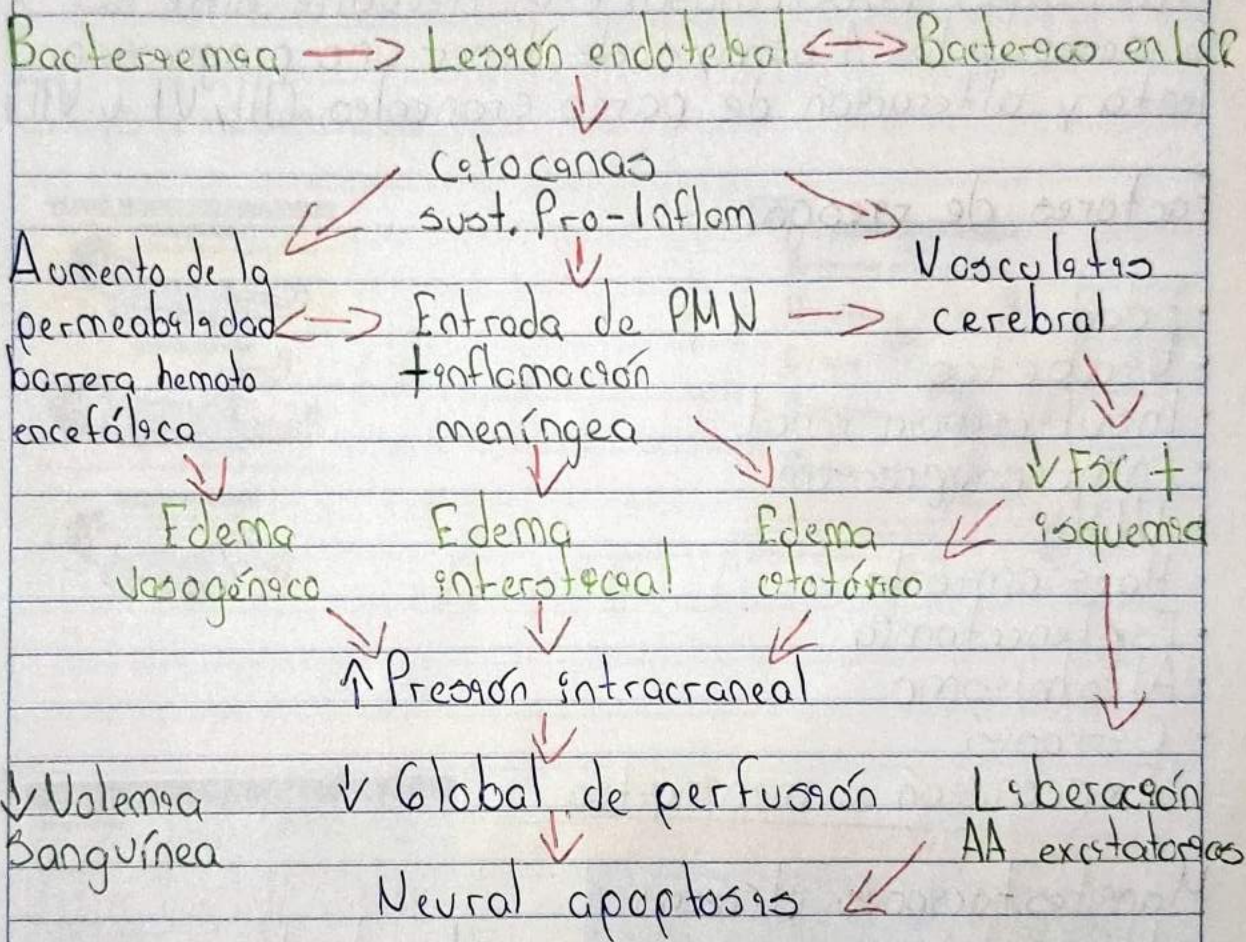 Bacteriemia → Lesión endotelial ↔ Bacterias en LCR
↓
Citocinas
sust. Pro-Inflam
Aumento de la
permeabilidad
barrera hemato
encefálica
↔ Entrada de PMN →
+inflamación
meníngea
Vasculitis
cerebral
Edema
vasogénico
Edema
intersticial
Edema
citotóxico
↓ FSC +
isquemia
↑ Presión intracraneal
↓ Volemia
Sanguínea
↓ Global de perfusión
Liberación
AA excitatorios
Neural apoptosis